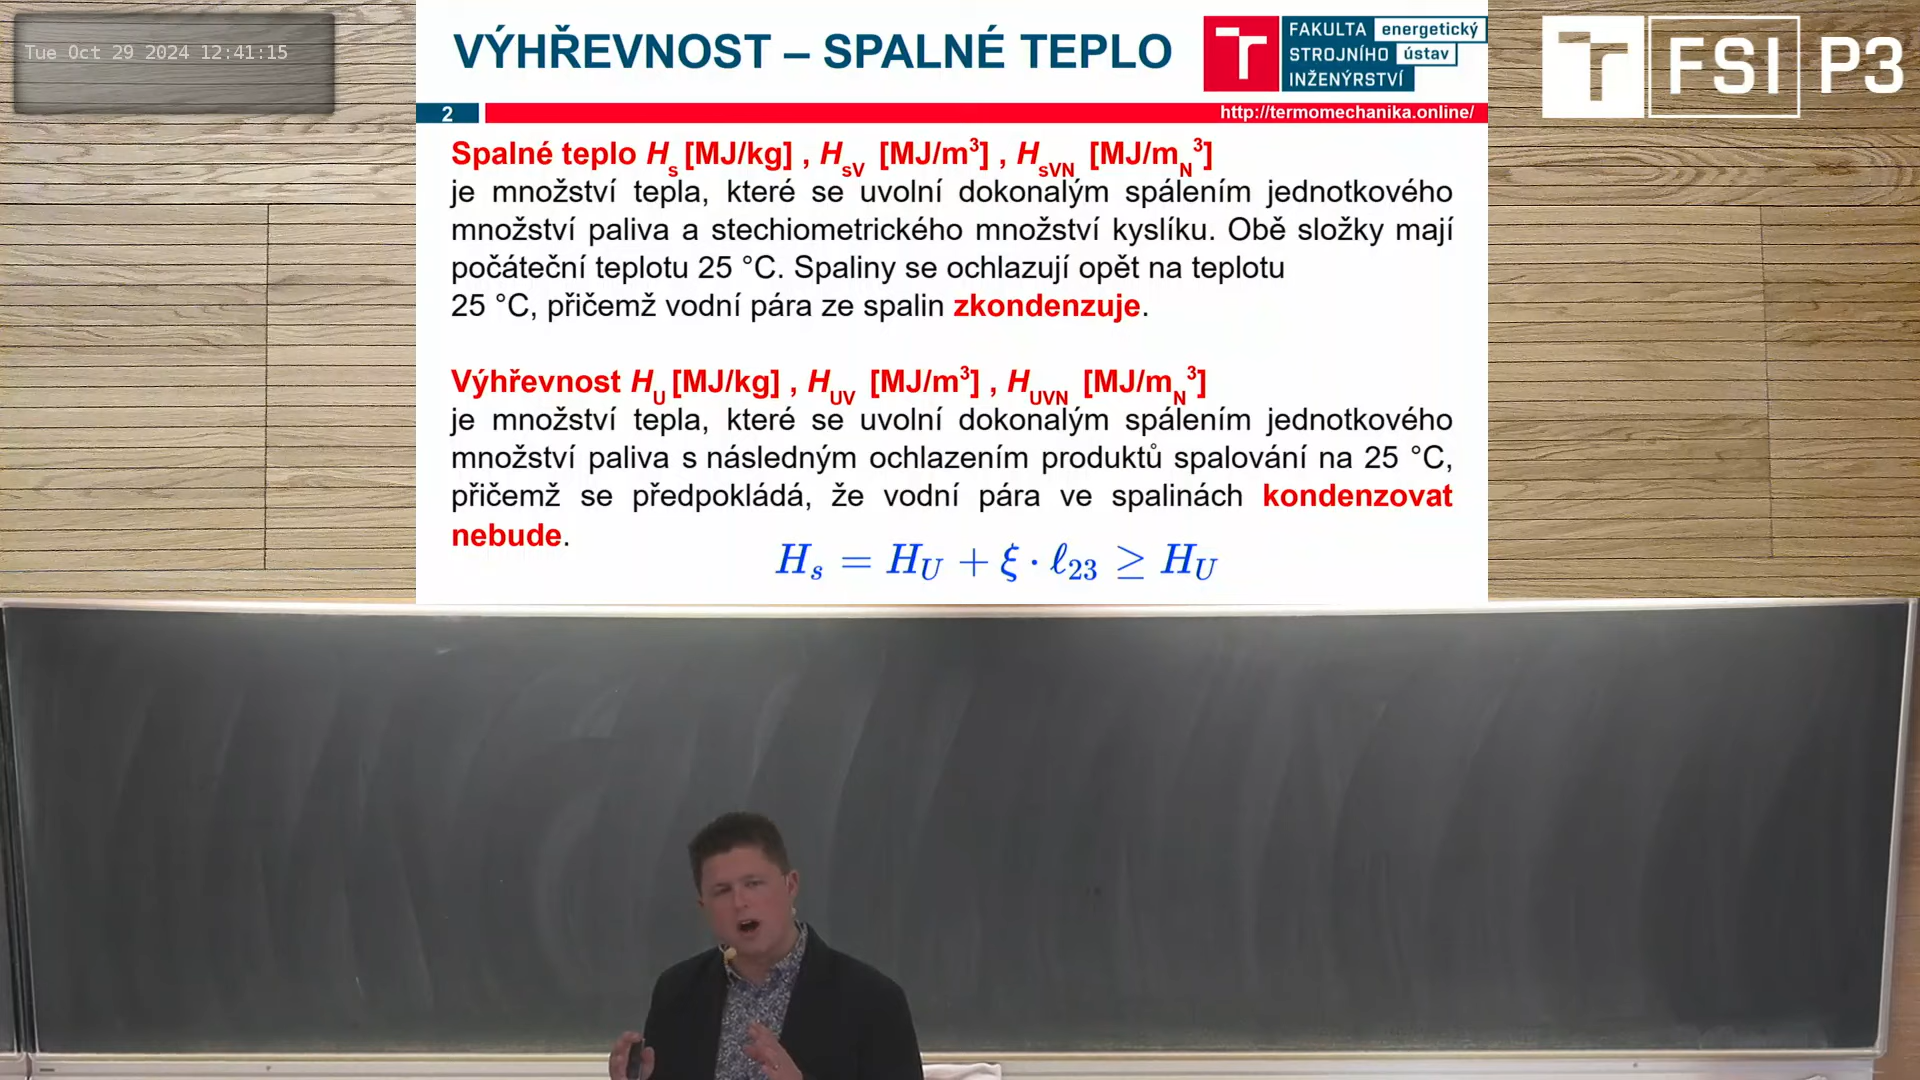 Tue Oct 29 2024 12:41:15
VÝHŘEVNOST – SPALNÉ TEPLO
FAKULTA energetický
STROJNÍHO ústav
INŽENÝRSTVÍ
T FSI P3
2
http://termomechanika.online/
Spalné teplo Hs [MJ/kg] , HsV [MJ/m³] , HsVN [MJ/mN³]
je množství tepla, které se uvolní dokonalým spálením jednotkového
množství paliva a stechiometrického množství kyslíku. Obě složky mají
počáteční teplotu 25 °C. Spaliny se ochlazují opět na teplotu
25 °C, přičemž vodní pára ze spalin zkondenzuje.
Výhřevnost HU [MJ/kg] , HUV [MJ/m³] , HUVN [MJ/mN³]
je množství tepla, které se uvolní dokonalým spálením jednotkového
množství paliva s následným ochlazením produktů spalování na 25 °C,
přičemž se předpokládá, že vodní pára ve spalinách kondenzovat
nebude.
Hs = HU + ξ · ℓ23 ≥ HU